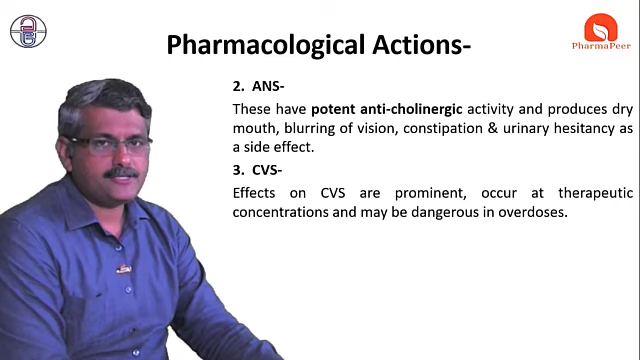 PharmaPeer
Pharmacological Actions-
2. ANS-
These have potent anti-cholinergic activity and produces dry
mouth, blurring of vision, constipation & urinary hesitancy as
a side effect.
3. CVS-
Effects on CVS are prominent, occur at therapeutic
concentrations and may be dangerous in overdoses.